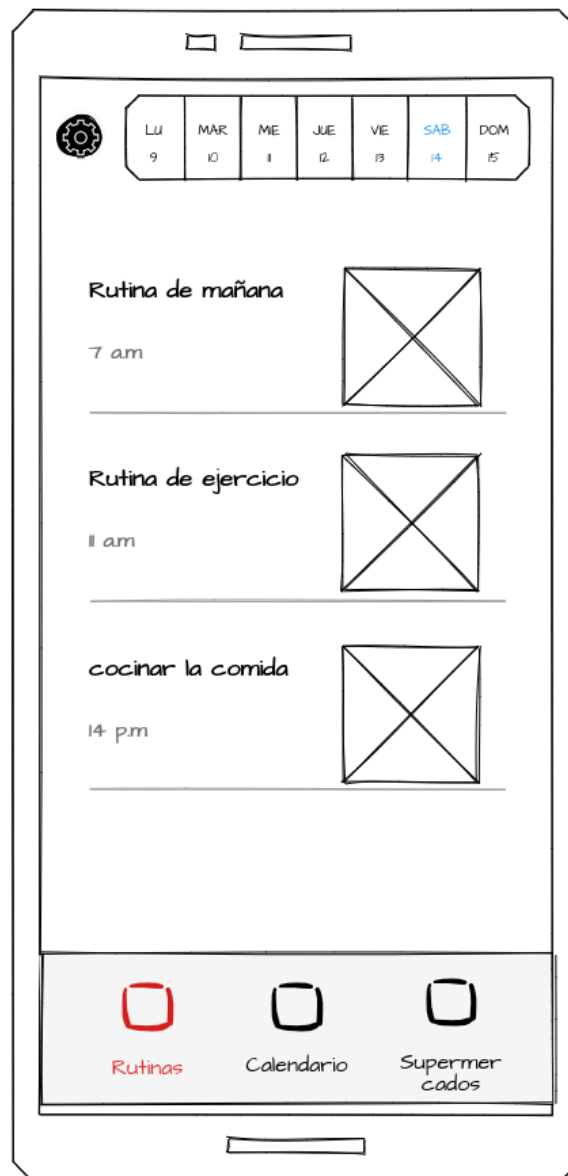 LU MAR MIE JUE VIE SAB DOM
9 10 11 12 13 14 15
Rutina de mañana
7 a.m
Rutina de ejercicio
11 a.m
cocinar la comida
14 p.m
Rutinas Calendario Supermer
cados